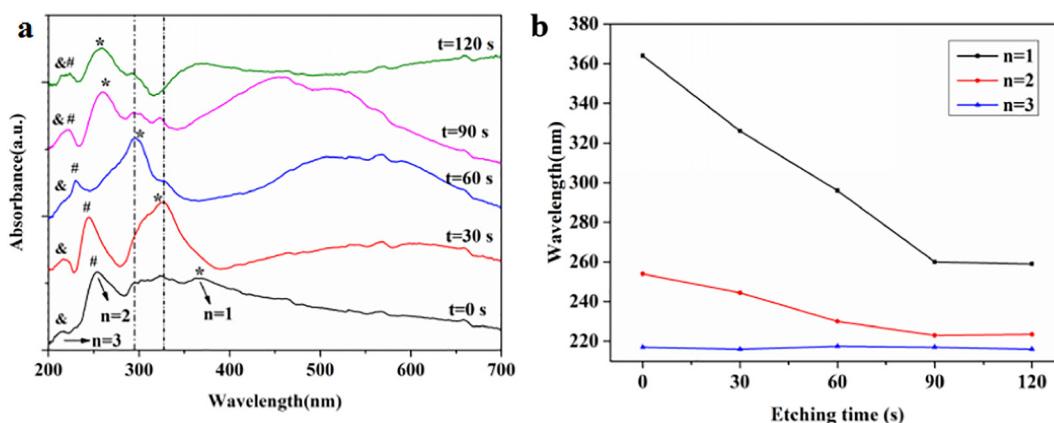 a
t=120 s
&# *
&# *
t=90 s
& # *
t=60 s
& # *
t=30 s
& # *
n=2 n=1
n=3
t=0 s
Absorbance(a.u.)
200 300 400 500 600 700
Wavelength(nm)
b
380
360
340
320
300
280
260
240
220
n=1
n=2
n=3
Wavelength(nm)
0 30 60 90 120
Etching time (s)